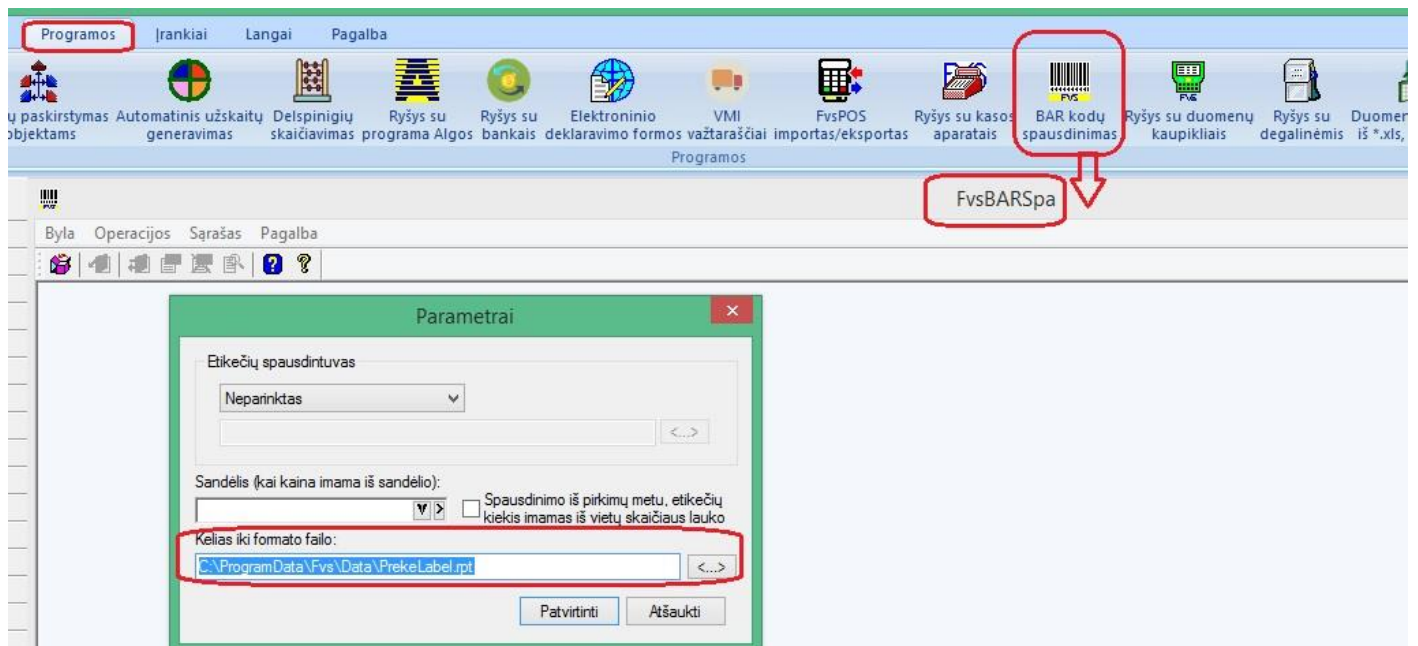 Programos Įrankiai Langai Pagalba
ų paskirstymas Automatinis užskaitų Delspinigių Ryšys su Ryšys su Elektroninio VMI FvsPOS Ryšys su kasos BAR kodų Ryšys su duomenų Ryšys su Duomen
objektams generavimas skaičiavimas programa Algos bankais deklaravimo formos važtaraščiai importas/eksportas aparatais spausdinimas kaupikliais degalinėmis iš *.xls,
Programos
FvsBARSpa
Byla Operacijos Sąrašas Pagalba
Parametrai
Etikečių spausdintuvas
Neparinktas
<...>
Sandėlis (kai kaina imama iš sandėlio):
Spausdinimo iš pirkimų metu, etikečių
kiekis imamas iš vietų skaičiaus lauko
Kelias iki formato failo:
C:\ProgramData\Fvs\Data\PrekeLabel.rpt <...>
Patvirtinti Atšaukti